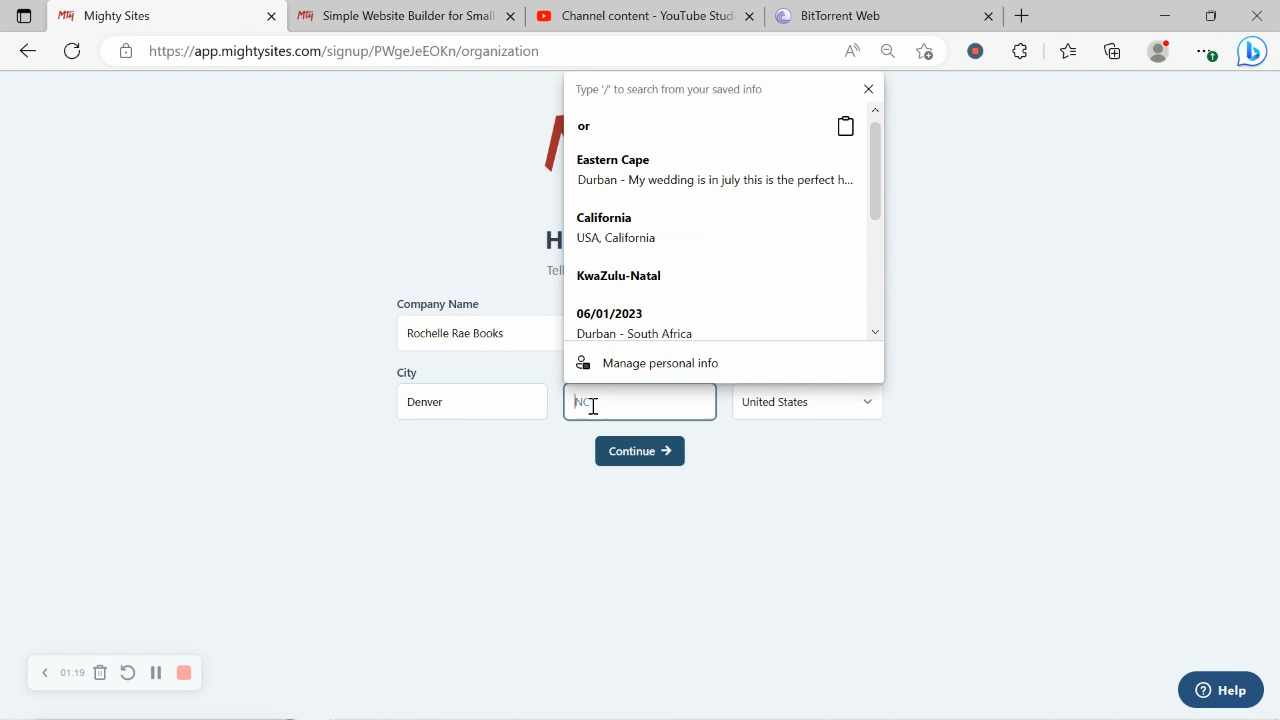 Mighty Sites
Simple Website Builder for Small
Channel content - YouTube Studi
BitTorrent Web
https://app.mightysites.com/signup/PWgeJeEOKn/organization
Type '/' to search from your saved info
or
Eastern Cape
Durban - My wedding is in july this is the perfect h...
California
USA, California
KwaZulu-Natal
06/01/2023
Durban - South Africa
Manage personal info
H
Tell
Company Name
Rochelle Rae Books
City
Denver
NC
United States
Continue →
01:19
Help